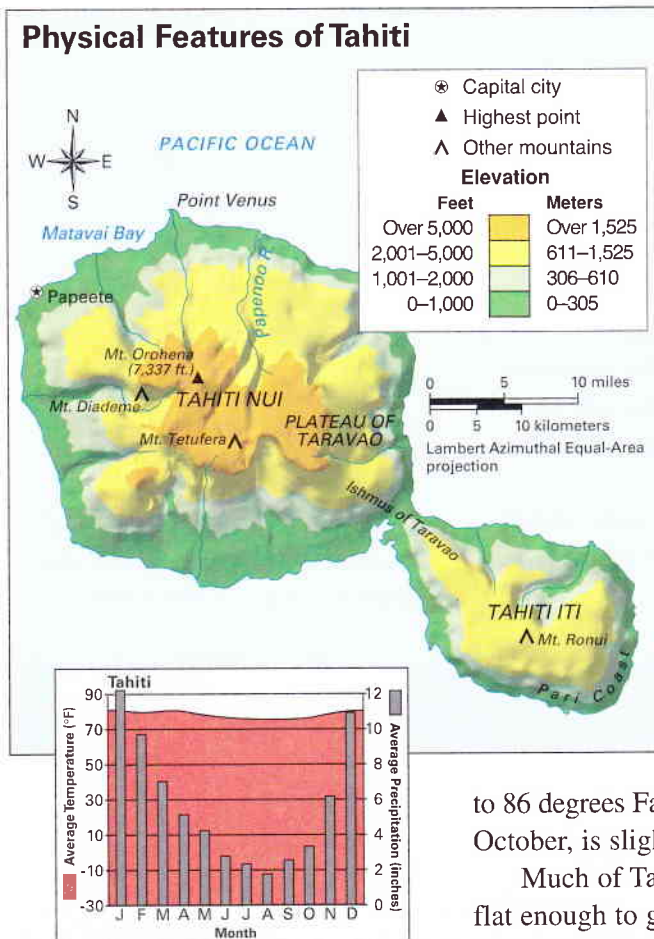 Physical Features of Tahiti
Capital city
Highest point
Other mountains
Elevation
Feet Meters
Over 5,000 Over 1,525
2,001–5,000 611–1,525
1,001–2,000 306–610
0–1,000 0–305
N
W E
S
PACIFIC OCEAN
Point Venus
Matavai Bay
Papenoo R.
Papeete
Mt. Orohena
(7,337 ft.)
Mt. Diademe
TAHITI NUI
Mt. Tetufera
PLATEAU OF
TARAVAO
0 5 10 miles
0 5 10 kilometers
Lambert Azimuthal Equal-Area
projection
Ishmus of Taravao
TAHITI ITI
Mt. Ronui
Pari Coast
Tahiti
Average Temperature (°F)
90
70
50
30
10
-10
-30
12
10
8
6
4
2
0
Average Precipitation (inches)
J F M A M J J A S O N D
Month
to 86 degrees Fa
October, is sligh
Much of Ta
flat enough to g